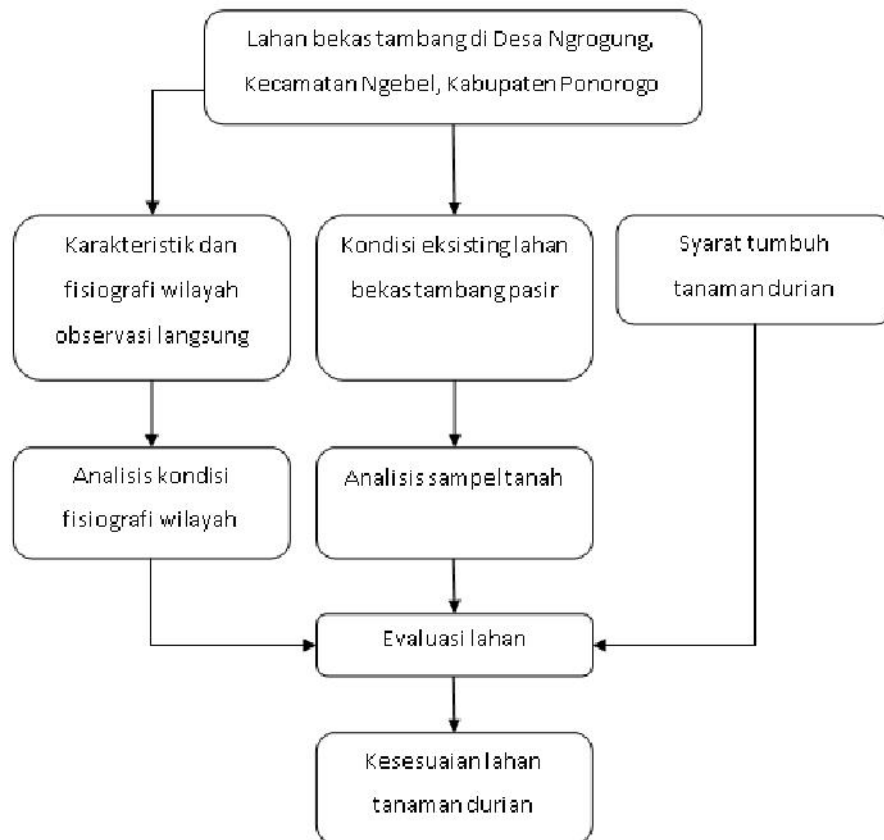 Lahan bekas tambang di Desa Ngrogung,
Kecamatan Ngebel, Kabupaten Ponorogo
Karakteristik dan
fisiografi wilayah
observasi langsung
Kondisi eksisting lahan
bekas tambang pasir
Syarat tumbuh
tanaman durian
Analisis kondisi
fisiografi wilayah
Analisis sampel tanah
Evaluasi lahan
Kesesuaian lahan
tanaman durian